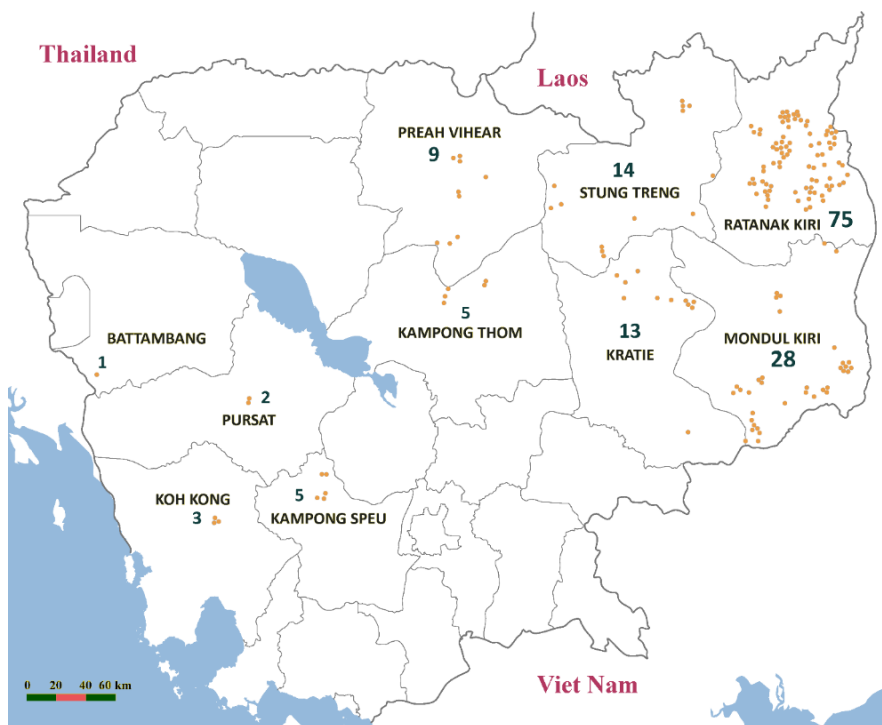 Thailand
Laos
PREAH VIHEAR
9
14
STUNG TRENG
RATANAK KIRI 75
BATTAMBANG
1
5
KAMPONG THOM
13
KRATIE
MONDUL KIRI
28
2
PURSAT
KOH KONG
3
5
KAMPONG SPEU
Viet Nam
0 20 40 60 km